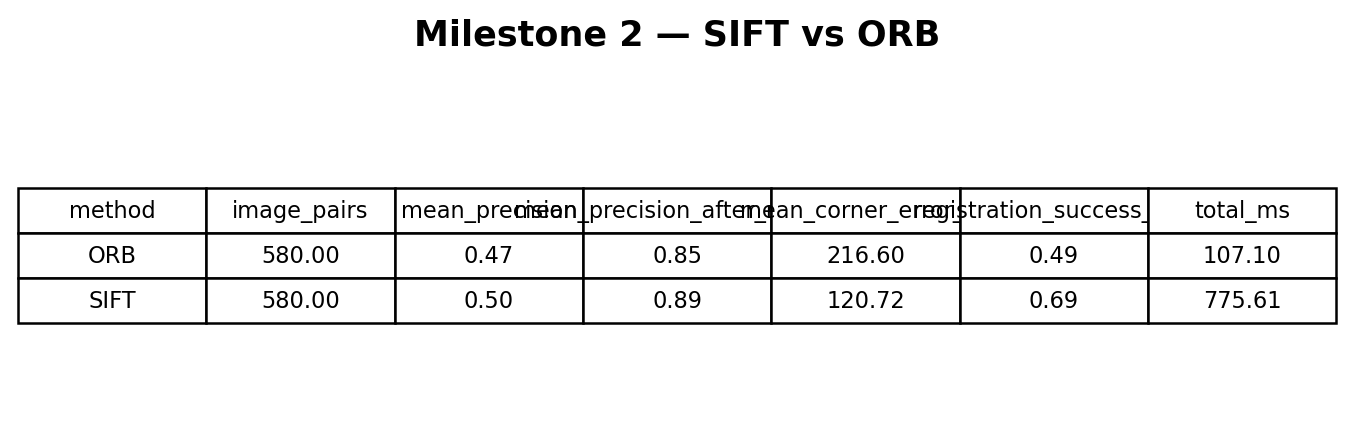 Milestone 2 — SIFT vs ORB
method image_pairs mean_precision mean_precision_after_ mean_corner_error registration_success_ total_ms
ORB 580.00 0.47 0.85 216.60 0.49 107.10
SIFT 580.00 0.50 0.89 120.72 0.69 775.61